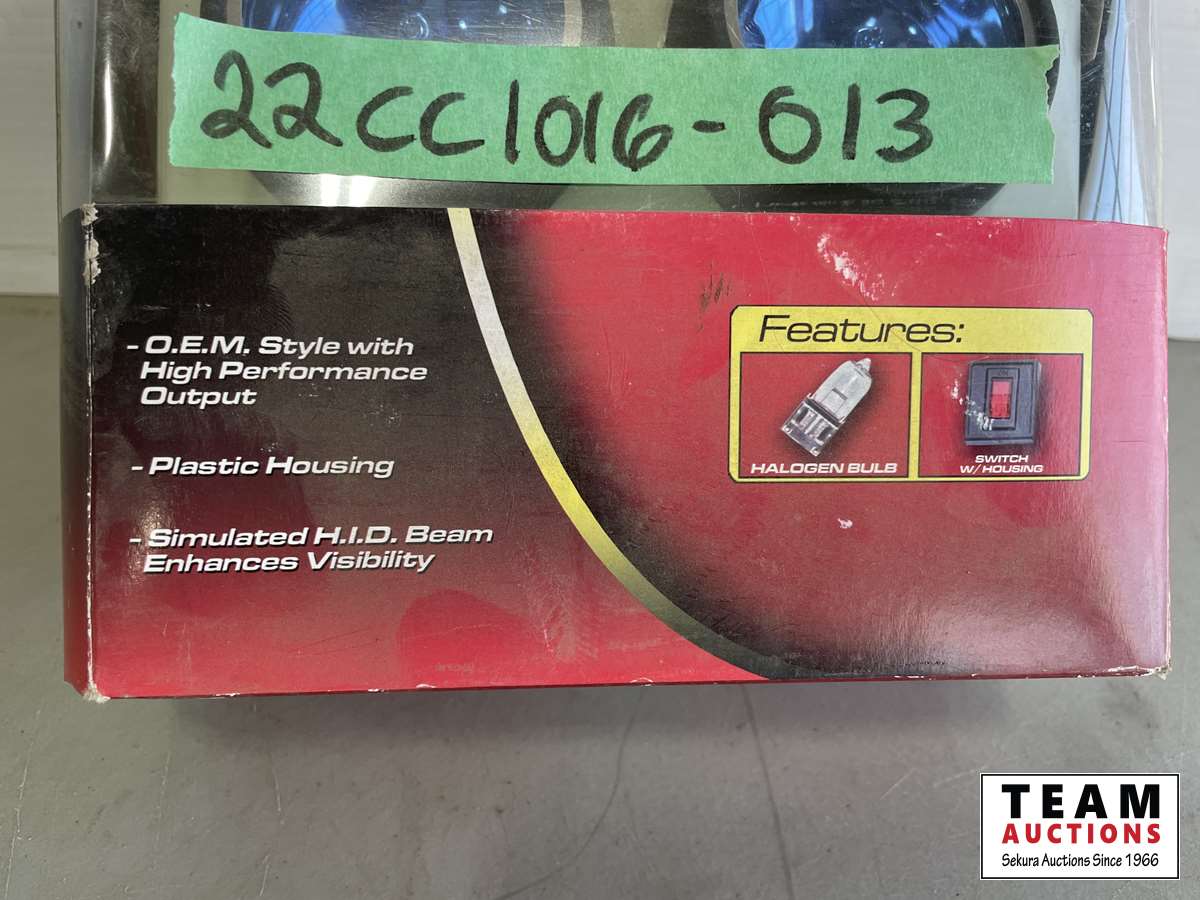 22CC1016-013
- O.E.M. Style with
High Performance
Output
- Plastic Housing
- Simulated H.I.D. Beam
Enhances Visibility
Features:
HALOGEN BULB
SWITCH
W/HOUSING
TEAM
AUCTIONS
Sekura Auctions Since 1966